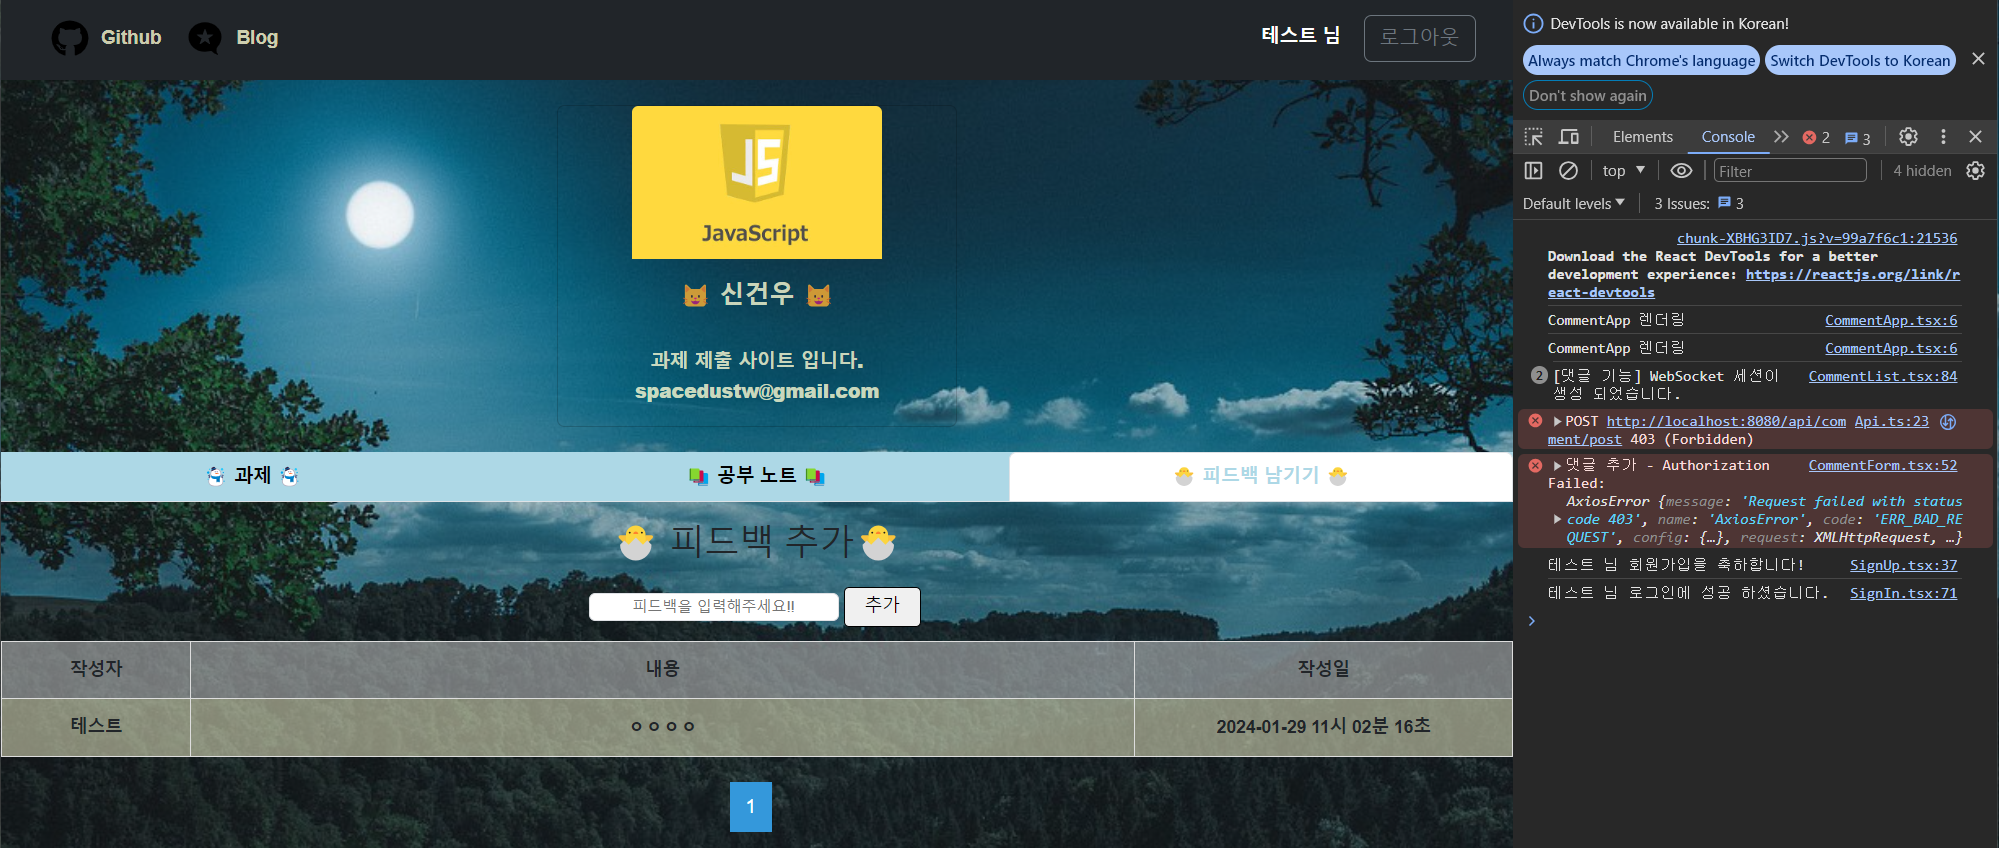 Github
Blog
테스트 님
로그아웃
JS
JavaScript
신건우
과제 제출 사이트 입니다.
spacedustw@gmail.com
과제
공부 노트
피드백 남기기
피드백 추가
피드백을 입력해주세요!!
추가
작성자
내용
작성일
테스트
ㅇㅇㅇㅇ
2024-01-29 11시 02분 16초
1
DevTools is now available in Korean!
Always match Chrome's language
Switch DevTools to Korean
Don't show again
Elements
Console
2
3
top
Filter
4 hidden
Default levels
3 Issues:
3
chunk-XBHG3ID7.js?v=99a7f6c1:21536
Download the React DevTools for a better
development experience: https://reactjs.org/link/r
eact-devtools
CommentApp 렌더링 CommentApp.tsx:6
CommentApp 렌더링 CommentApp.tsx:6
2 [댓글 기능] WebSocket 세션이 CommentList.tsx:84
생성 되었습니다.
POST http://localhost:8080/api/com Api.ts:23
ment/post 403 (Forbidden)
댓글 추가 - Authorization CommentForm.tsx:52
Failed:
AxiosError {message: 'Request failed with status
code 403', name: 'AxiosError', code: 'ERR_BAD_RE
QUEST', config: {…}, request: XMLHttpRequest, …}
테스트 님 회원가입을 축하합니다! SignUp.tsx:37
테스트 님 로그인에 성공 하셨습니다. SignIn.tsx:71